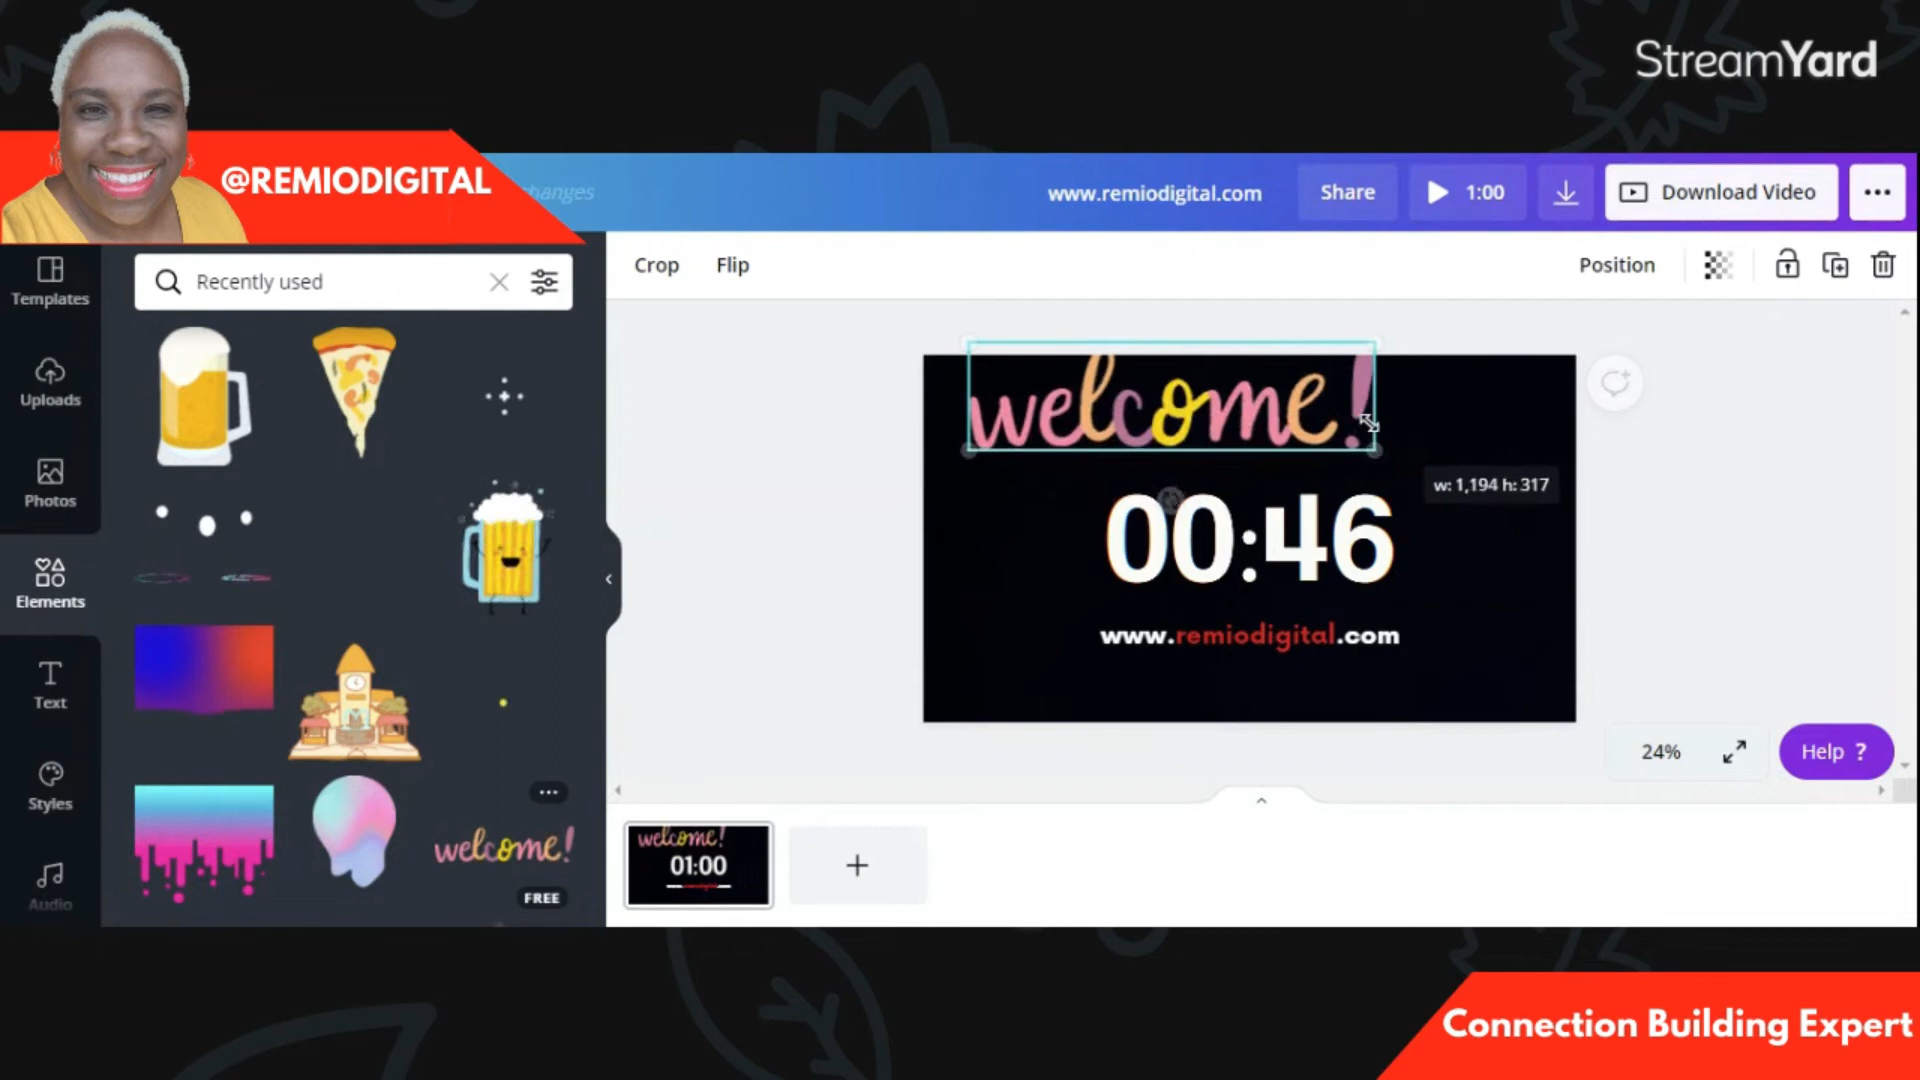 StreamYard
@REMIODIGITAL
changes
www.remiodigital.com
Share
1:00
Download Video
Templates
Recently used
Crop
Flip
Position
Uploads
Photos
Elements
Text
Styles
Audio
FREE
welcome!
welcome!
w: 1,194 h: 317
00:46
www.remiodigital.com
24%
Help ?
welcome!
01:00
Connection Building Expert